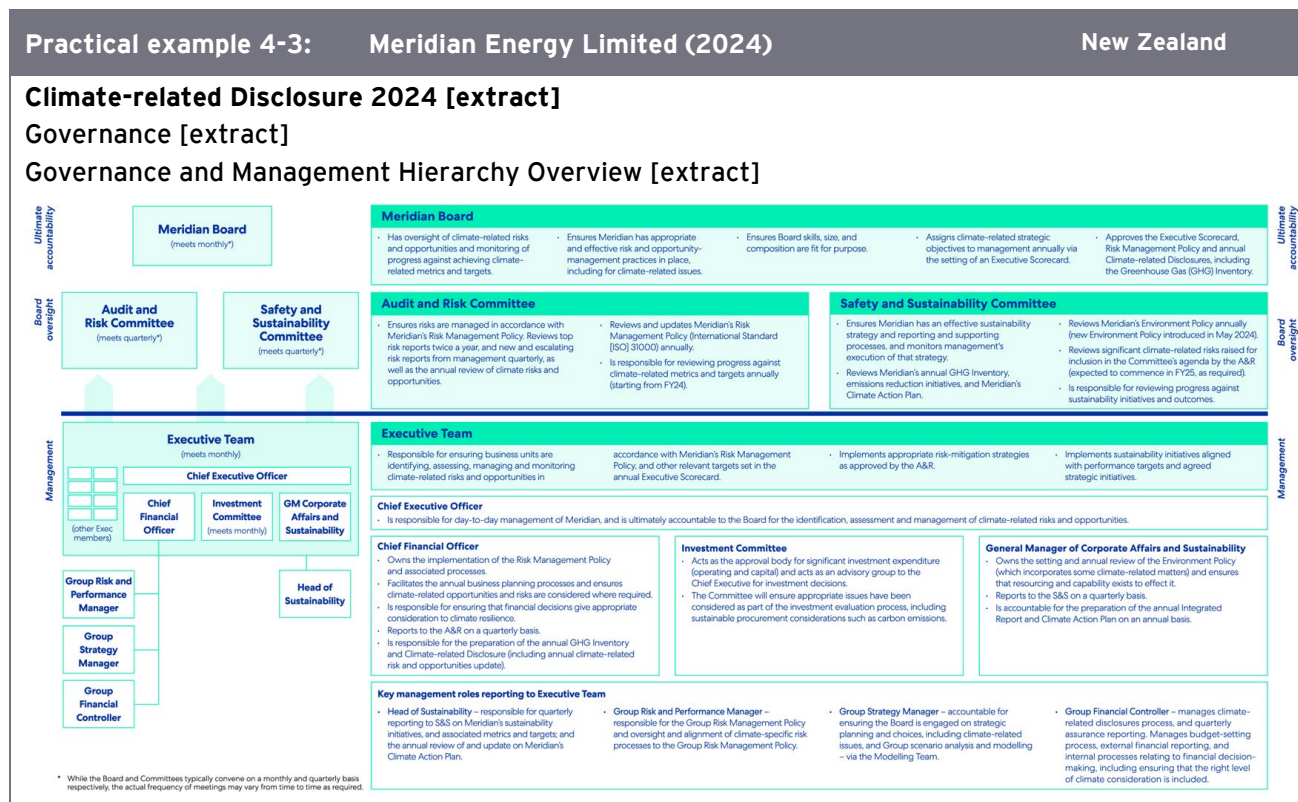 Practical example 4-3: Meridian Energy Limited (2024) New Zealand
Climate-related Disclosure 2024 [extract]
Governance [extract]
Governance and Management Hierarchy Overview [extract]
Ultimate
accountability
Meridian Board
(meets monthly*)
Meridian Board
· Has oversight of climate-related risks
and opportunities and monitoring of
progress against achieving climate-
related metrics and targets.
· Ensures Meridian has appropriate
and effective risk and opportunity-
management practices in place,
including for climate-related issues.
· Ensures Board skills, size, and
composition are fit for purpose.
· Assigns climate-related strategic
objectives to management annually via
the setting of an Executive Scorecard.
· Approves the Executive Scorecard,
Risk Management Policy and annual
Climate-related Disclosures, including
the Greenhouse Gas (GHG) Inventory.
Ultimate
accountability
Board
oversight
Audit and
Risk Committee
(meets quarterly*)
Safety and
Sustainability
Committee
(meets quarterly*)
Audit and Risk Committee
· Ensures risks are managed in accordance with
Meridian's Risk Management Policy. Reviews top
risk reports twice a year, and new and escalating
risk reports from management quarterly, as
well as the annual review of climate risks and
opportunities.
· Reviews and updates Meridian's Risk
Management Policy (International Standard
[ISO] 31000) annually.
· Is responsible for reviewing progress against
climate-related metrics and targets annually
(starting from FY24).
Safety and Sustainability Committee
· Ensures Meridian has an effective sustainability
strategy and reporting and supporting
processes, and monitors management's
execution of that strategy.
· Reviews Meridian's annual GHG Inventory,
emissions reduction initiatives, and Meridian's
Climate Action Plan.
· Reviews Meridian's Environment Policy annually
(new Environment Policy introduced in May 2024).
· Reviews significant climate-related risks raised for
inclusion in the Committee's agenda by the A&R
(expected to commence in FY25, as required).
· Is responsible for reviewing progress against
sustainability initiatives and outcomes.
Board
oversight
Management
Executive Team
(meets monthly)
Chief Executive Officer
(other Exec
members)
Chief
Financial
Officer
Investment
Committee
(meets monthly)
GM Corporate
Affairs and
Sustainability
Group Risk and
Performance
Manager
Head of
Sustainability
Group
Strategy
Manager
Group
Financial
Controller
Executive Team
· Responsible for ensuring business units are
identifying, assessing, managing and monitoring
climate-related risks and opportunities in
accordance with Meridian's Risk Management
Policy, and other relevant targets set in the
annual Executive Scorecard.
· Implements appropriate risk-mitigation strategies
as approved by the A&R.
· Implements sustainability initiatives aligned
with performance targets and agreed
strategic initiatives.
Management
Chief Executive Officer
· Is responsible for day-to-day management of Meridian, and is ultimately accountable to the Board for the identification, assessment and management of climate-related risks and opportunities.
Chief Financial Officer
· Owns the implementation of the Risk Management Policy
and associated processes.
· Facilitates the annual business planning processes and ensures
climate-related opportunities and risks are considered where required.
· Is responsible for ensuring that financial decisions give appropriate
consideration to climate resilience.
· Reports to the A&R on a quarterly basis.
· Is responsible for the preparation of the annual GHG Inventory
and Climate-related Disclosure (including annual climate-related
risk and opportunities update).
Investment Committee
· Acts as the approval body for significant investment expenditure
(operating and capital) and acts as an advisory group to the
Chief Executive for investment decisions.
· The Committee will ensure appropriate issues have been
considered as part of the investment evaluation process, including
sustainable procurement considerations such as carbon emissions.
General Manager of Corporate Affairs and Sustainability
· Owns the setting and annual review of the Environment Policy
(which incorporates some climate-related matters) and ensures
that resourcing and capability exists to effect it.
· Reports to the S&S on a quarterly basis.
· Is accountable for the preparation of the annual Integrated
Report and Climate Action Plan on an annual basis.
Key management roles reporting to Executive Team
· Head of Sustainability – responsible for quarterly
reporting to S&S on Meridian's sustainability
initiatives, and associated metrics and targets; and
the annual review of and update on Meridian's
Climate Action Plan.
· Group Risk and Performance Manager –
responsible for the Group Risk Management Policy
and oversight and alignment of climate-specific risk
processes to the Group Risk Management Policy.
· Group Strategy Manager – accountable for
ensuring the Board is engaged on strategic
planning and choices, including climate-related
issues, and Group scenario analysis and modelling
– via the Modelling Team.
· Group Financial Controller – manages climate-
related disclosures process, and quarterly
assurance reporting. Manages budget-setting
process, external financial reporting, and
internal processes relating to financial decision-
making, including ensuring that the right level
of climate consideration is included.
* While the Board and Committees typically convene on a monthly and quarterly basis
respectively, the actual frequency of meetings may vary from time to time as required.